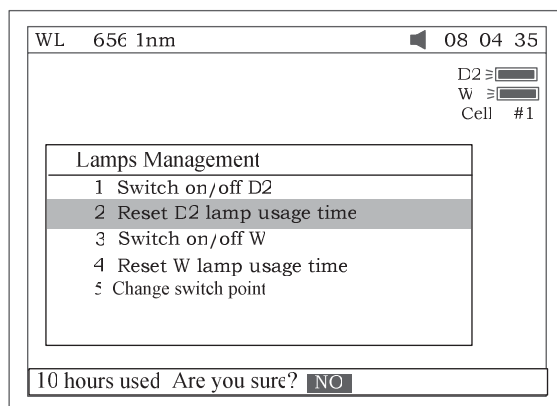 WL 656 1nm 08 04 35
D2
W
Cell #1
Lamps Management
1 Switch on/off D2
2 Reset D2 lamp usage time
3 Switch on/off W
4 Reset W lamp usage time
5 Change switch point
10 hours used Are you sure? NO